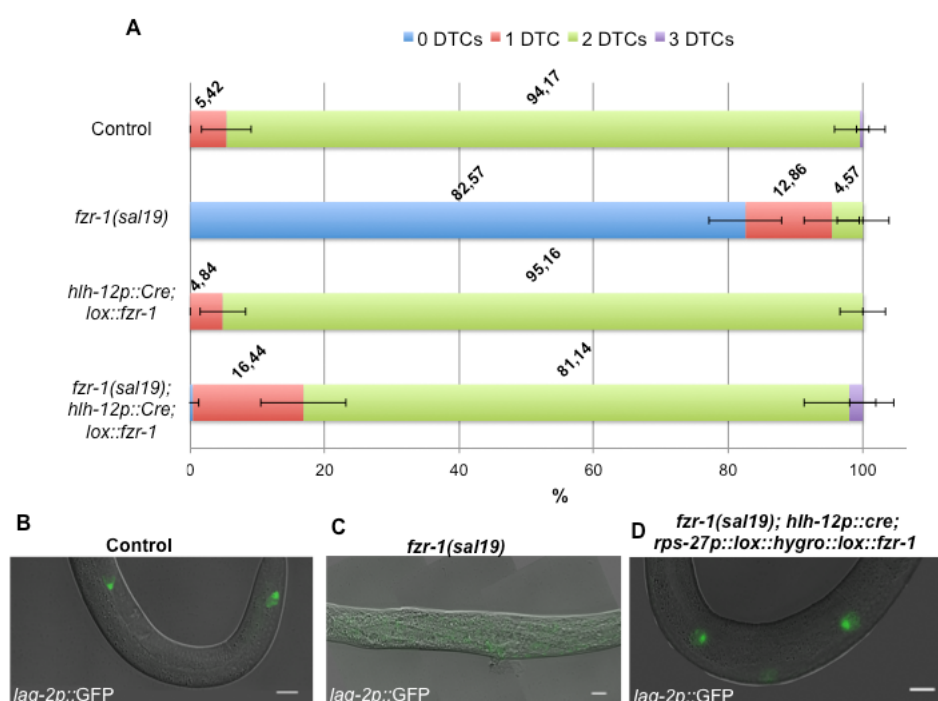 A
0 DTCs 1 DTC 2 DTCs 3 DTCs
5,42 94,17
Control
82,57 12,86 4,57
fzr-1(sal19)
4,84 95,16
hlh-12p::Cre;
lox::fzr-1
16,44 81,14
fzr-1(sal19);
hlh-12p::Cre;
lox::fzr-1
0 20 40 60 80 100
%
B
Control
lag-2p::GFP
C
fzr-1(sal19)
lag-2p::GFP
D
fzr-1(sal19); hlh-12p::cre;
rps-27p::lox::hygro::lox::fzr-1
lag-2p::GFP